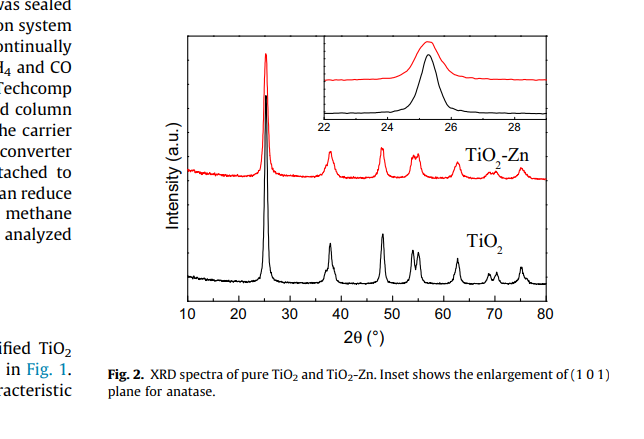 was sealed
on system
ontinually
H4 and CO
Techcomp
d column
he carrier
converter
tached to
an reduce
methane
analyzed
ified TiO2
in Fig. 1.
racteristic
22 24 26 28
TiO2-Zn
TiO2
Intensity (a.u.)
10 20 30 40 50 60 70 80
2θ (°)
Fig. 2. XRD spectra of pure TiO2 and TiO2-Zn. Inset shows the enlargement of (1 0 1)
plane for anatase.